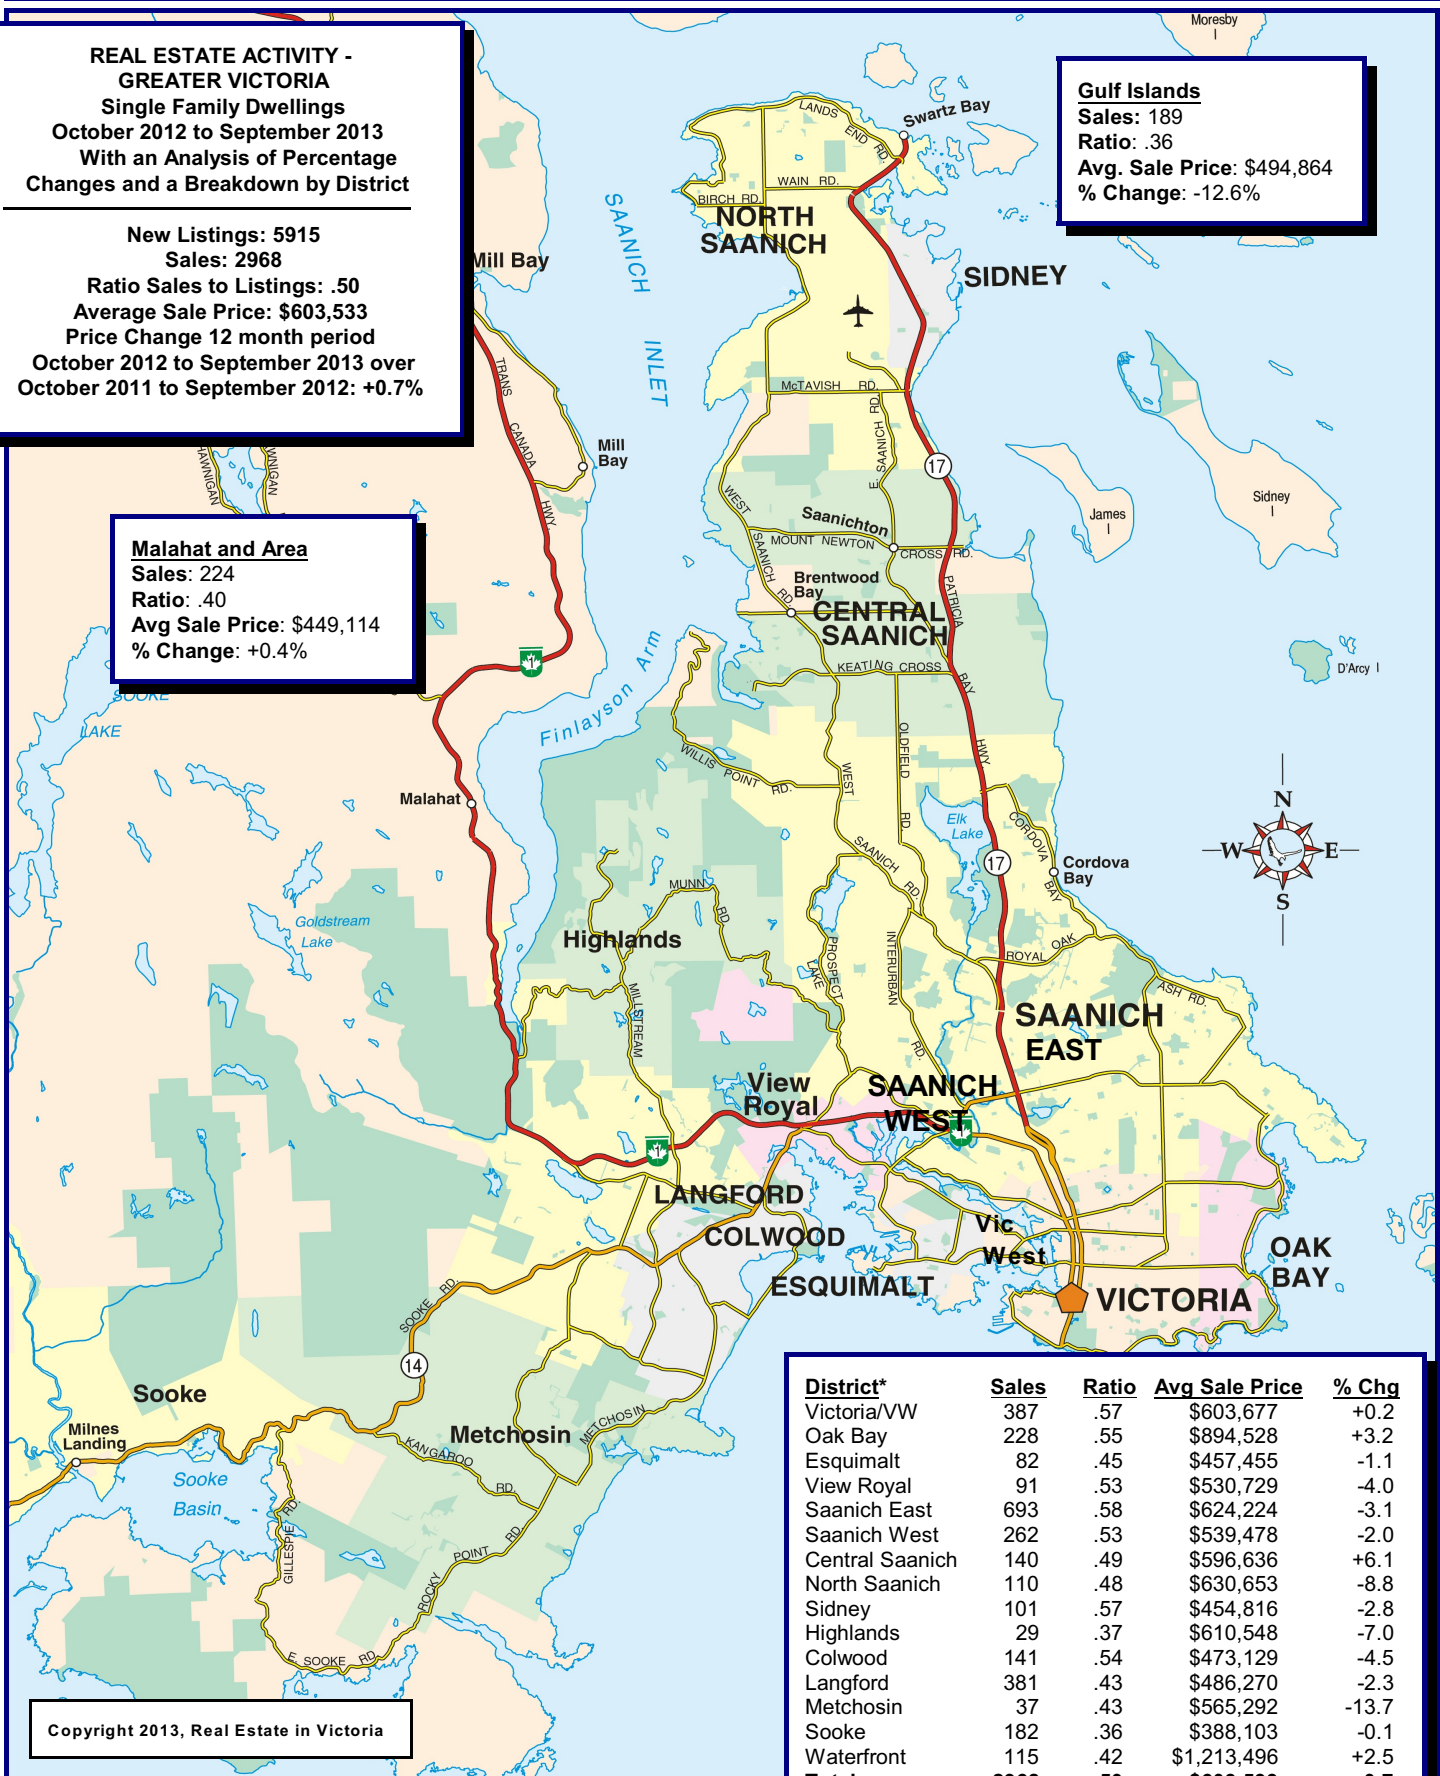 REAL ESTATE ACTIVITY -
GREATER VICTORIA
Single Family Dwellings
October 2012 to September 2013
With an Analysis of Percentage
Changes and a Breakdown by District
New Listings: 5915
Sales: 2968
Ratio Sales to Listings: .50
Average Sale Price: $603,533
Price Change 12 month period
October 2012 to September 2013 over
October 2011 to September 2012: +0.7%
Moresby
I
Gulf Islands
Sales: 189
Ratio: .36
Avg. Sale Price: $494,864
% Change: -12.6%
Swartz Bay
LANDS
END
RD.
WAIN RD.
BIRCH RD.
NORTH
SAANICH
SIDNEY
SAANICH
INLET
Mill Bay
McTAVISH RD.
E. SAANICH RD.
TRANS
CANADA
HWY.
Mill
Bay
17
Sidney
I
James
I
WEST
SAANICH
RD.
Saanichton
MOUNT NEWTON
CROSS RD.
Malahat and Area
Sales: 224
Ratio: .40
Avg Sale Price: $449,114
% Change: +0.4%
Brentwood
Bay
CENTRAL
SAANICH
PATRICIA
BAY
HWY.
KEATING CROSS
D'Arcy I
1
SOOKE
LAKE
Finlayson Arm
WILLIS POINT RD.
OLDFIELD
RD.
WEST
SAANICH
RD.
Malahat
Elk
Lake
CORDOVA
BAY
Cordova
Bay
17
N
W
E
S
MUNN
RD.
Goldstream
Lake
Highlands
PROSPECT
LAKE
INTERURBAN
RD.
ROYAL OAK
ASH RD.
MILLSTREAM
SAANICH
EAST
View
Royal
SAANICH
WEST
1
1
LANGFORD
COLWOOD
ESQUIMALT
Vic
West
OAK
BAY
VICTORIA
SOOKE RD.
14
Sooke
Milnes
Landing
Metchosin
METCHOSIN
KANGAROO
RD.
Sooke
Basin
GILLESPIE RD.
ROCKY
POINT
RD.
E. SOOKE RD.
Copyright 2013, Real Estate in Victoria
District* Sales Ratio Avg Sale Price % Chg
Victoria/VW 387 .57 $603,677 +0.2
Oak Bay 228 .55 $894,528 +3.2
Esquimalt 82 .45 $457,455 -1.1
View Royal 91 .53 $530,729 -4.0
Saanich East 693 .58 $624,224 -3.1
Saanich West 262 .53 $539,478 -2.0
Central Saanich 140 .49 $596,636 +6.1
North Saanich 110 .48 $630,653 -8.8
Sidney 101 .57 $454,816 -2.8
Highlands 29 .37 $610,548 -7.0
Colwood 141 .54 $473,129 -4.5
Langford 381 .43 $486,270 -2.3
Metchosin 37 .43 $565,292 -13.7
Sooke 182 .36 $388,103 -0.1
Waterfront 115 .42 $1,213,496 +2.5